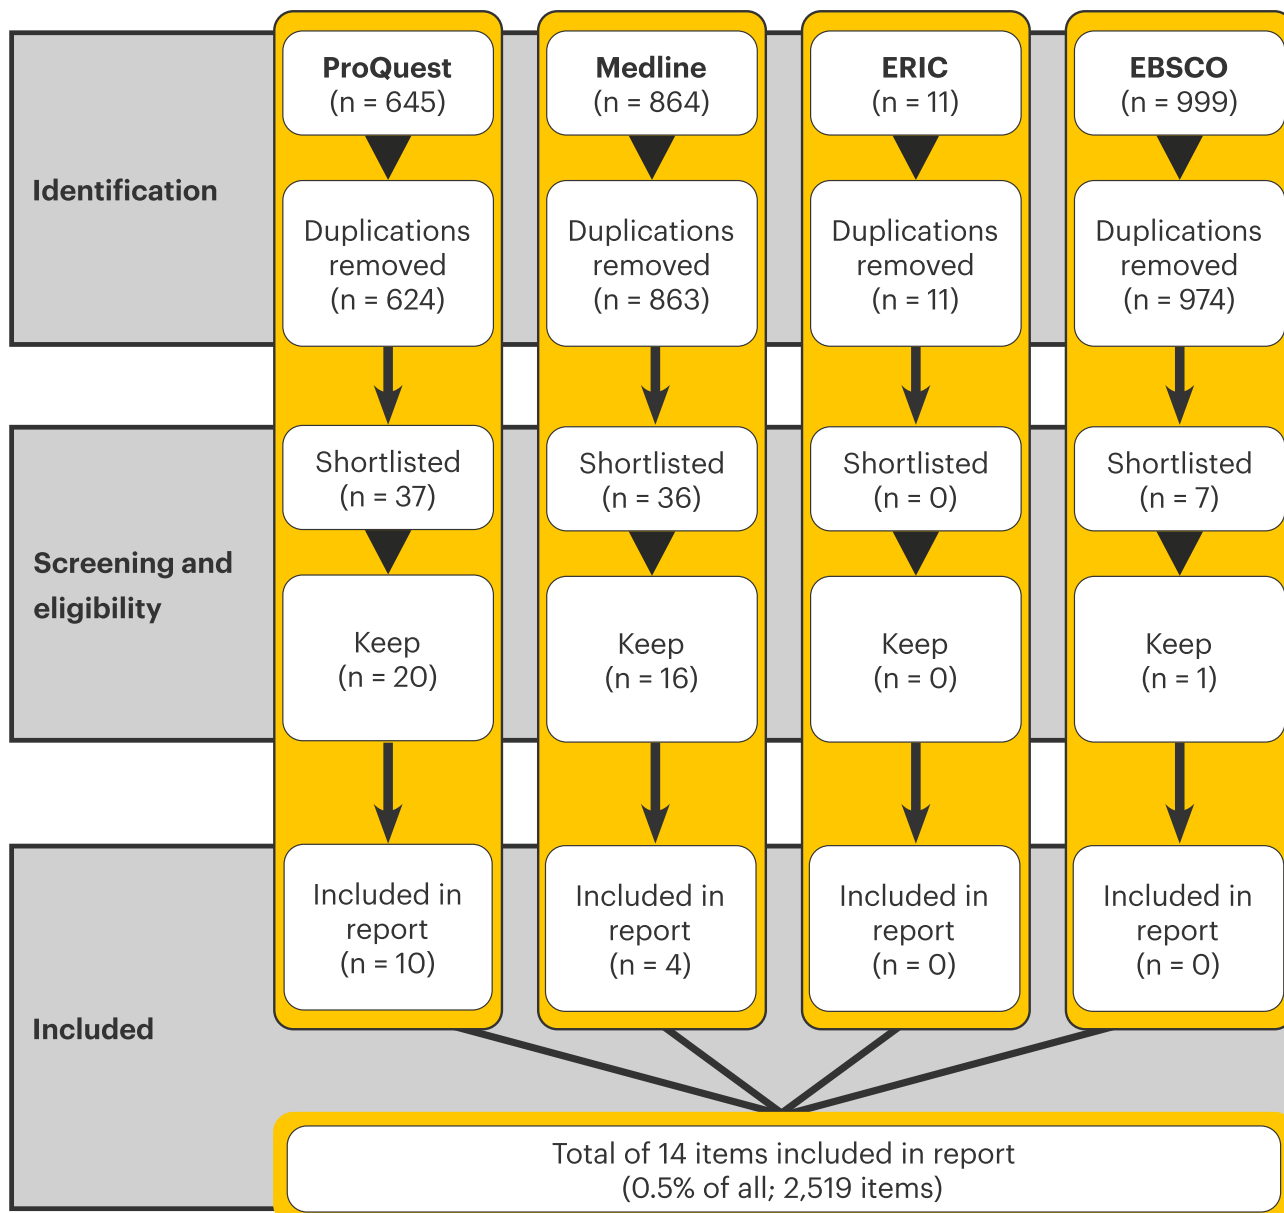 Identification
ProQuest
(n = 645)
Medline
(n = 864)
ERIC
(n = 11)
EBSCO
(n = 999)
Duplications
removed
(n = 624)
Duplications
removed
(n = 863)
Duplications
removed
(n = 11)
Duplications
removed
(n = 974)
Screening and
eligibility
Shortlisted
(n = 37)
Shortlisted
(n = 36)
Shortlisted
(n = 0)
Shortlisted
(n = 7)
Keep
(n = 20)
Keep
(n = 16)
Keep
(n = 0)
Keep
(n = 1)
Included
Included in
report
(n = 10)
Included in
report
(n = 4)
Included in
report
(n = 0)
Included in
report
(n = 0)
Total of 14 items included in report
(0.5% of all; 2,519 items)